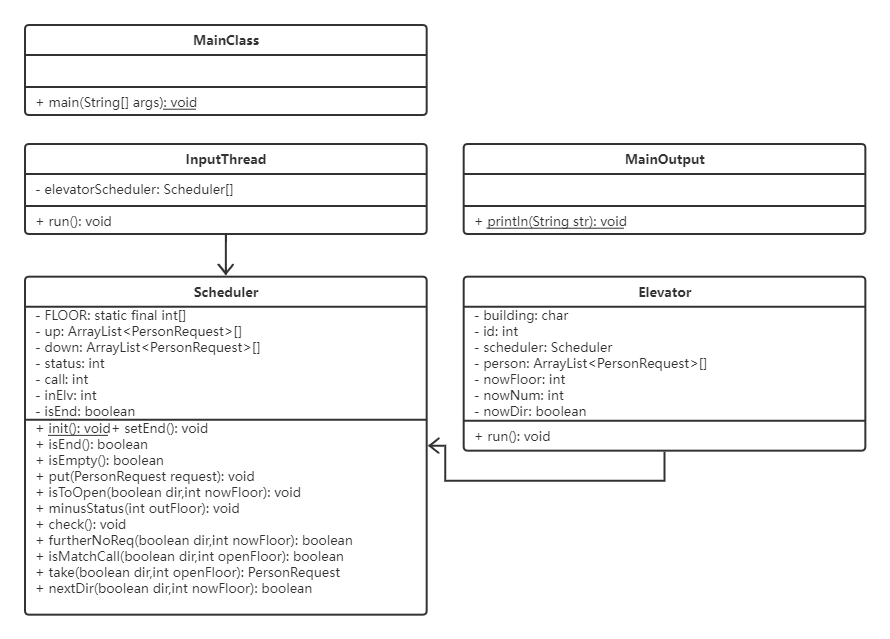 MainClass
+ main(String[] args): void
InputThread
- elevatorScheduler: Scheduler[]
+ run(): void
MainOutput
+ println(String str): void
Scheduler
- FLOOR: static final int[]
- up: ArrayList<PersonRequest>[]
- down: ArrayList<PersonRequest>[]
- status: int
- call: int
- inElv: int
- isEnd: boolean
+ init(): void+ setEnd(): void
+ isEnd(): boolean
+ isEmpty(): boolean
+ put(PersonRequest request): void
+ isToOpen(boolean dir,int nowFloor): void
+ minusStatus(int outFloor): void
+ check(): void
+ furtherNoReq(boolean dir,int nowFloor): boolean
+ isMatchCall(boolean dir,int openFloor): boolean
+ take(boolean dir,int openFloor): PersonRequest
+ nextDir(boolean dir,int nowFloor): boolean
Elevator
- building: char
- id: int
- scheduler: Scheduler
- person: ArrayList<PersonRequest>[]
- nowFloor: int
- nowNum: int
- nowDir: boolean
+ run(): void